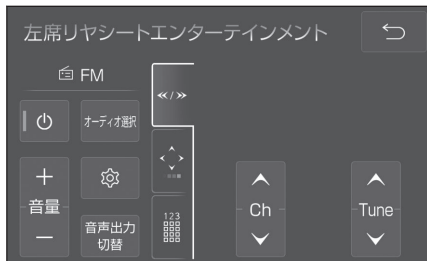 左席リヤシートエンターテインメント
FM
オーディオ選択
+
音量
-
音声出力
切替
«/»
123
Ch
Tune